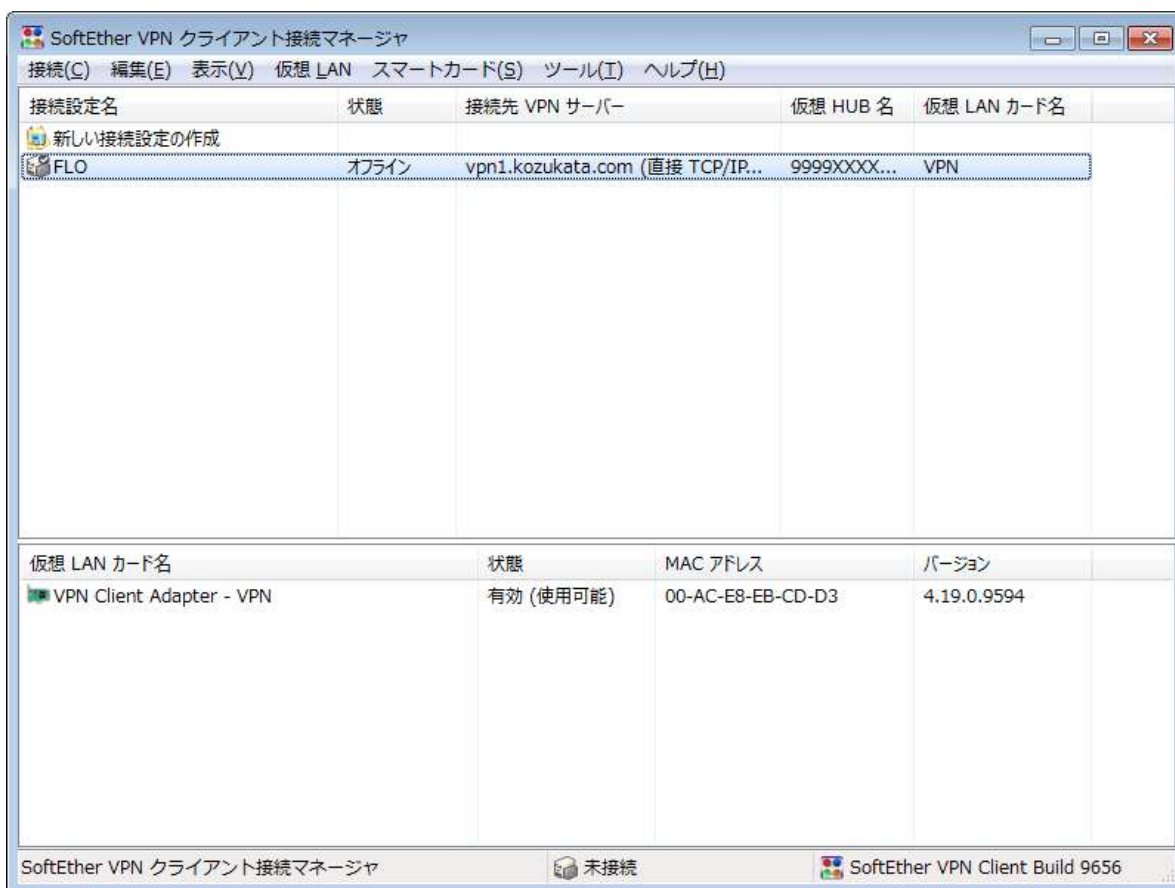 SoftEther VPN クライアント接続マネージャ
接続(C) 編集(E) 表示(V) 仮想 LAN スマートカード(S) ツール(T) ヘルプ(H)
接続設定名 状態 接続先 VPN サーバー 仮想 HUB 名 仮想 LAN カード名
新しい接続設定の作成
FLO オフライン vpn1.kozukata.com (直接 TCP/IP... 9999XXXX... VPN
仮想 LAN カード名 状態 MAC アドレス バージョン
VPN Client Adapter - VPN 有効 (使用可能) 00-AC-E8-EB-CD-D3 4.19.0.9594
SoftEther VPN クライアント接続マネージャ 未接続 SoftEther VPN Client Build 9656